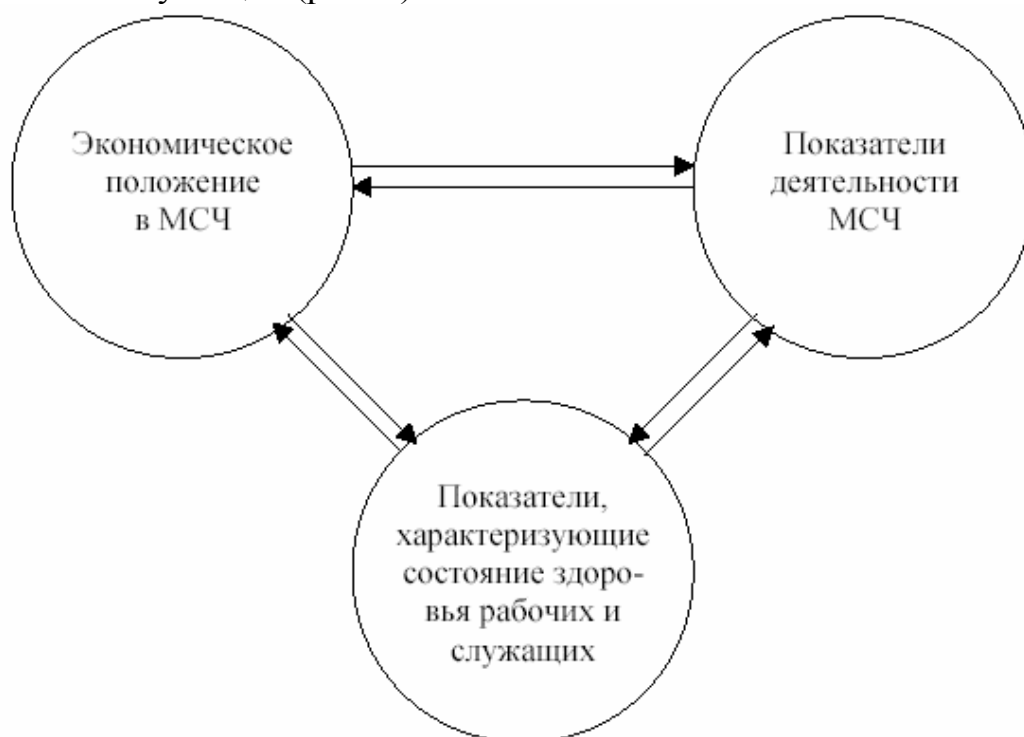 Экономическое
положение
в МСЧ
Показатели
деятельности
МСЧ
Показатели,
характеризующие
состояние здоро-
вья рабочих и
служащих